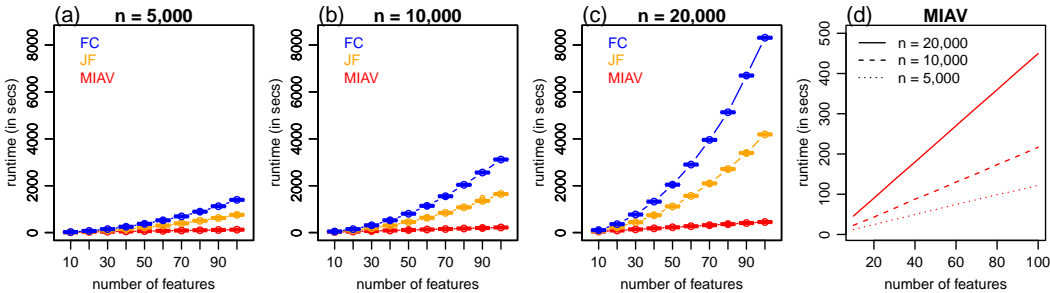 (a) n = 5,000
FC
JF
MIAV
runtime (in secs)
0 2000 4000 6000 8000
10 30 50 70 90
number of features
(b) n = 10,000
FC
JF
MIAV
runtime (in secs)
0 2000 4000 6000 8000
10 30 50 70 90
number of features
(c) n = 20,000
FC
JF
MIAV
runtime (in secs)
0 2000 4000 6000 8000
10 30 50 70 90
number of features
(d) MIAV
n = 20,000
n = 10,000
n = 5,000
runtime (in secs)
0 100 200 300 400 500
20 40 60 80 100
number of features